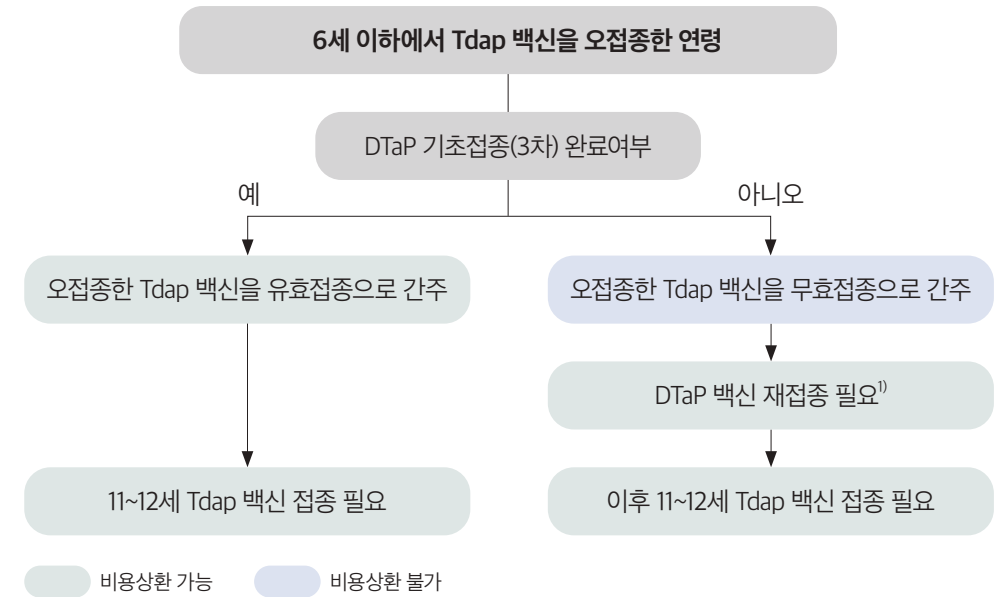 6세 이하에서 Tdap 백신을 오접종한 연령
DTaP 기초접종(3차) 완료여부
예
아니오
오접종한 Tdap 백신을 유효접종으로 간주
오접종한 Tdap 백신을 무효접종으로 간주
DTaP 백신 재접종 필요1)
11~12세 Tdap 백신 접종 필요
이후 11~12세 Tdap 백신 접종 필요
비용상환 가능
비용상환 불가